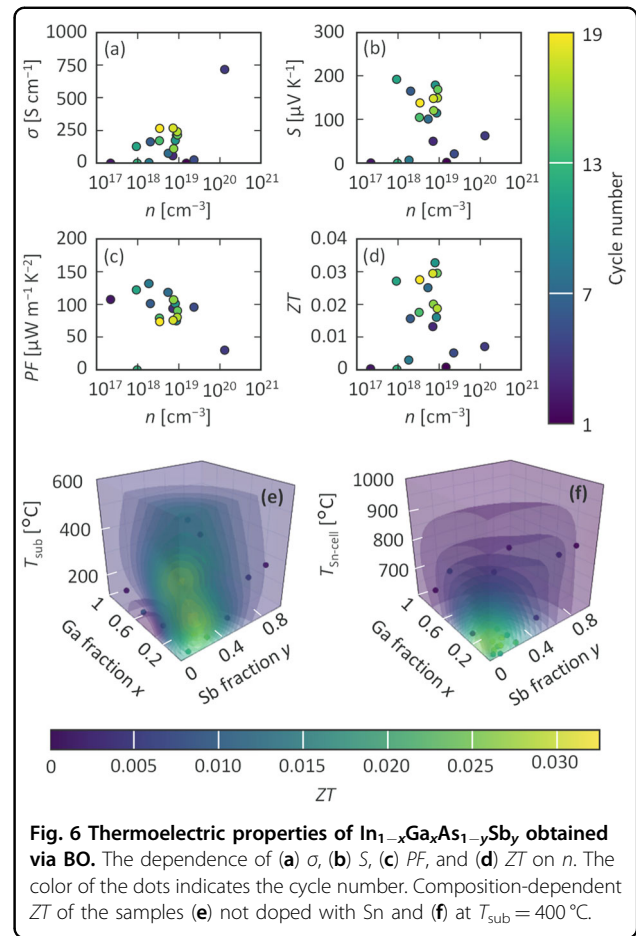 (a)
1000
750
500
250
0
σ [S cm⁻¹]
10¹⁷ 10¹⁸ 10¹⁹ 10²⁰ 10²¹
n [cm⁻³]
(b)
300
200
100
0
S [μV K⁻¹]
10¹⁷ 10¹⁸ 10¹⁹ 10²⁰ 10²¹
n [cm⁻³]
19
13
7
1
Cycle number
(c)
200
150
100
50
0
PF [μW m⁻¹ K⁻²]
10¹⁷ 10¹⁸ 10¹⁹ 10²⁰ 10²¹
n [cm⁻³]
(d)
0.04
0.03
0.02
0.01
0
ZT
10¹⁷ 10¹⁸ 10¹⁹ 10²⁰ 10²¹
n [cm⁻³]
(e)
600
400
200
T_sub [°C]
1
0.6
0.2
Ga fraction x
0
0.4
0.8
Sb fraction y
(f)
1000
900
800
700
T_Sn-cell [°C]
1
0.6
0.2
Ga fraction x
0
0.4
0.8
Sb fraction y
0 0.005 0.010 0.015 0.020 0.025 0.030
ZT
Fig. 6 Thermoelectric properties of In₁₋ₓGaₓAs₁₋ᵧSbᵧ obtained
via BO. The dependence of (a) σ, (b) S, (c) PF, and (d) ZT on n. The
color of the dots indicates the cycle number. Composition-dependent
ZT of the samples (e) not doped with Sn and (f) at T_sub = 400 °C.